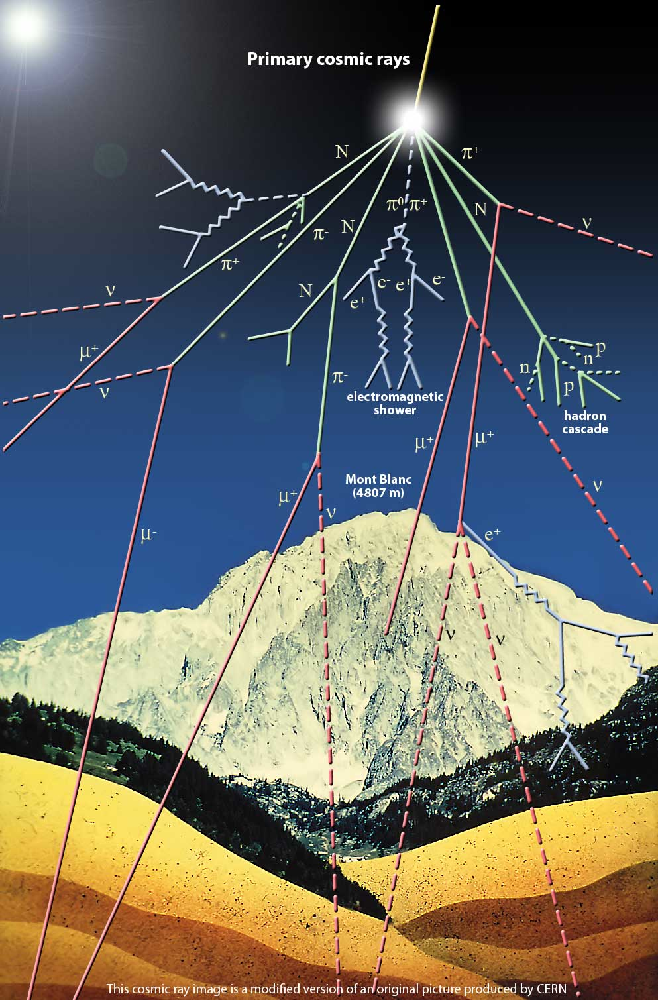 Primary cosmic rays
N
π+
π0
π+
N
ν
π-
N
π+
e-
e+
e-
ν
N
e+
p
μ+
n
n
π-
p
ν
electromagnetic
shower
hadron
cascade
μ+
μ+
Mont Blanc
(4807 m)
ν
μ+
ν
μ-
e+
ν
ν
This cosmic ray image is a modified version of an original picture produced by CERN